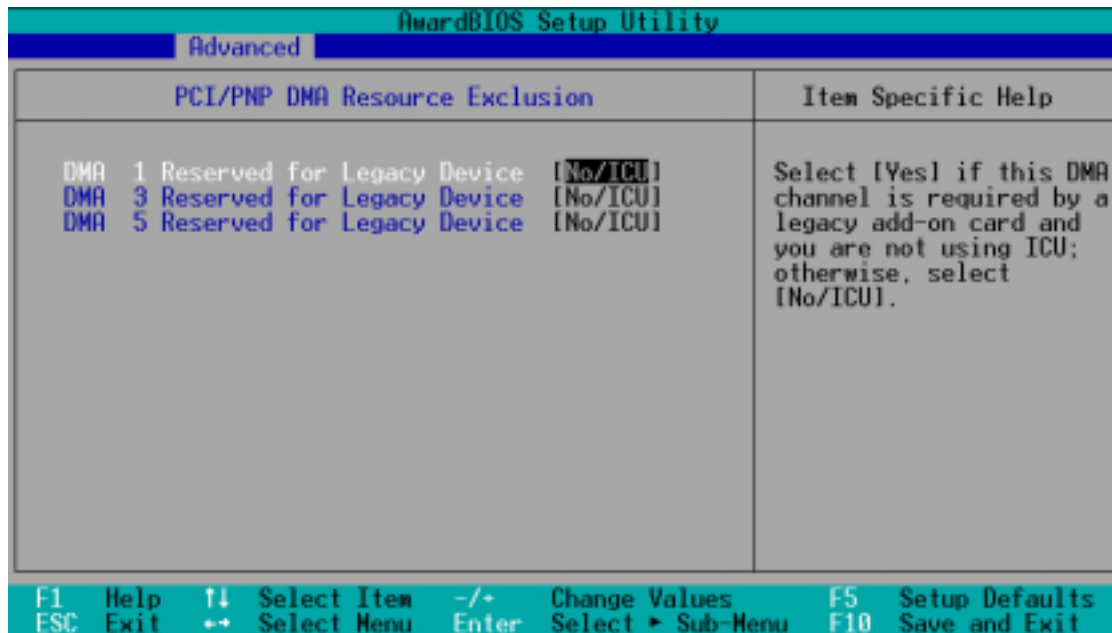 AwardBIOS Setup Utility
Advanced
PCI/PNP DMA Resource Exclusion
Item Specific Help
DMA 1 Reserved for Legacy Device [No/ICU]
DMA 3 Reserved for Legacy Device [No/ICU]
DMA 5 Reserved for Legacy Device [No/ICU]
Select [Yes] if this DMA
channel is required by a
legacy add-on card and
you are not using ICU;
otherwise, select
[No/ICU].
F1 Help ↑↓ Select Item -/+ Change Values F5 Setup Defaults
ESC Exit ←→ Select Menu Enter Select ► Sub-Menu F10 Save and Exit